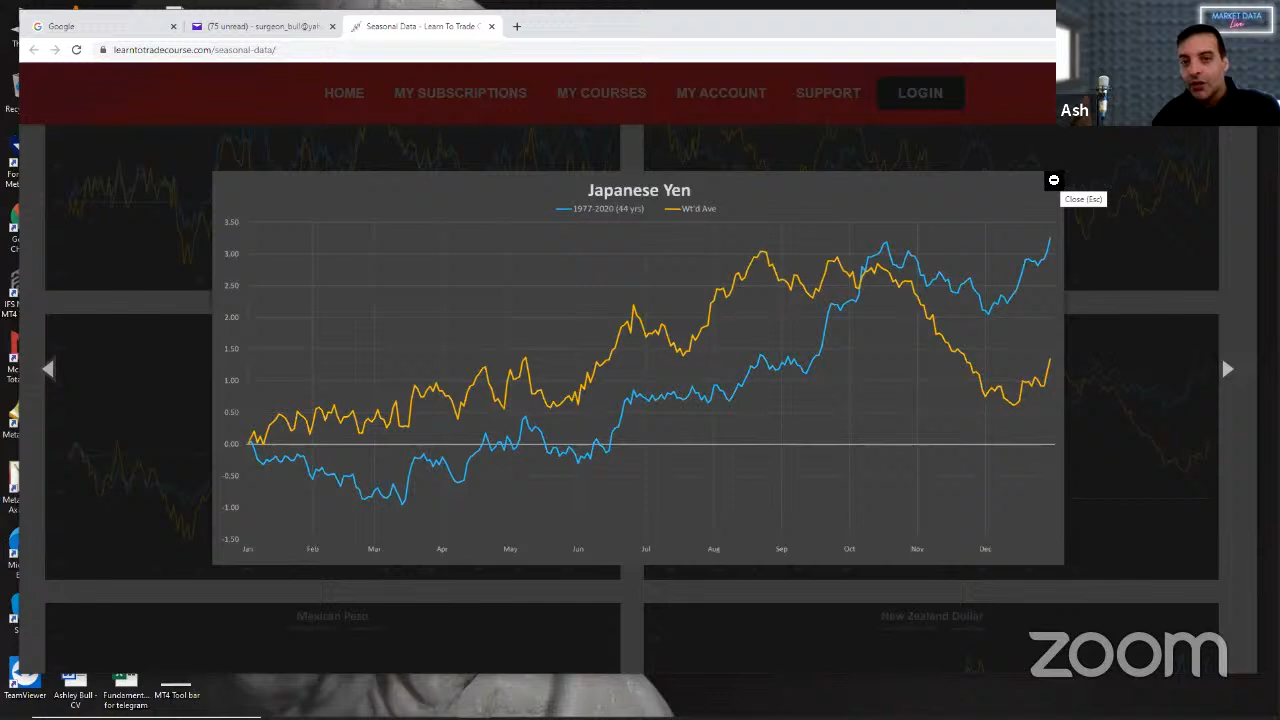 Google
(75 unread) - surgeon_bull@yah
Seasonal Data - Learn To Trade C
learntotradecourse.com/seasonal-data/
MARKET DATA
Live
Ash
HOME MY SUBSCRIPTIONS MY COURSES MY ACCOUNT SUPPORT LOGIN
Close (Esc)
Japanese Yen
1977-2020 (44 yrs) Wt'd Ave
3.50
3.00
2.50
2.00
1.50
1.00
0.50
0.00
-0.50
-1.00
-1.50
Jan Feb Mar Apr May Jun Jul Aug Sep Oct Nov Dec
Mexican Peso
New Zealand Dollar
zoom
TeamViewer
Ashley Bull -
CV
Fundament...
for telegram
MT4 Tool bar